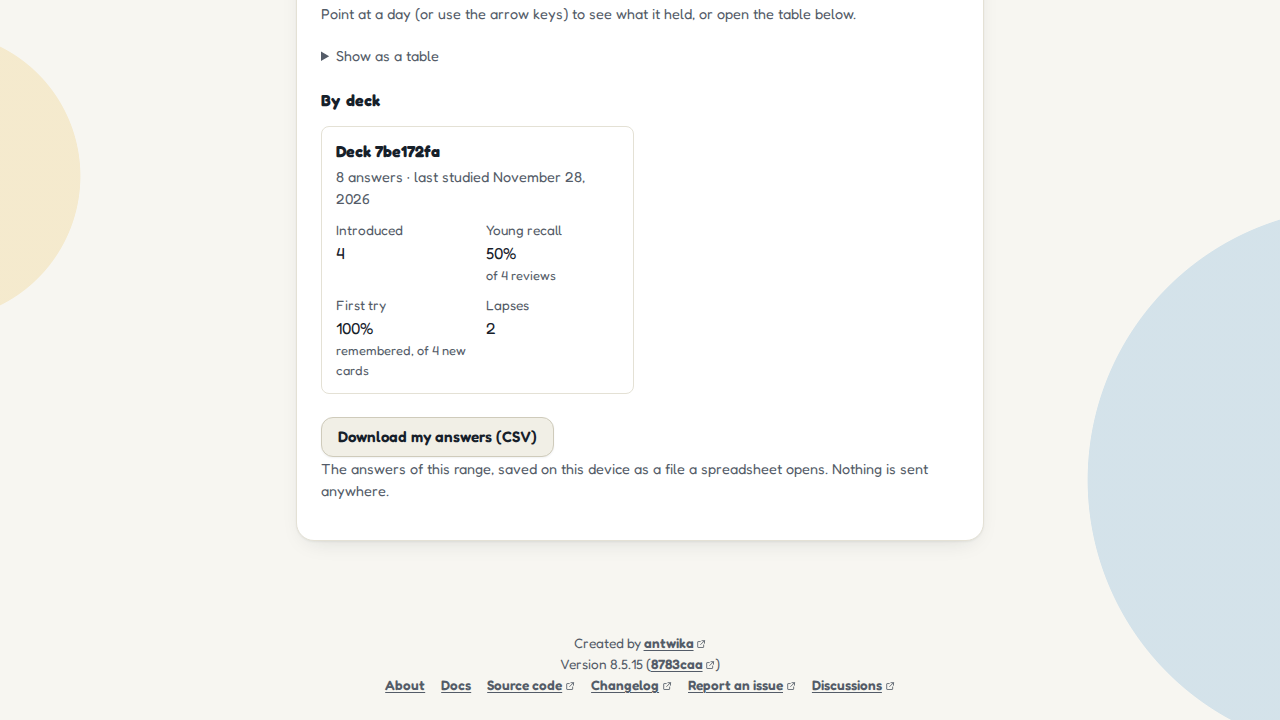 Point at a day (or use the arrow keys) to see what it held, or open the table below.
Show as a table
By deck
Deck 7be172fa
8 answers · last studied November 28,
2026
Introduced
4
Young recall
50%
of 4 reviews
First try
100%
remembered, of 4 new
cards
Lapses
2
Download my answers (CSV)
The answers of this range, saved on this device as a file a spreadsheet opens. Nothing is sent
anywhere.
Created by antwika
Version 8.5.15 (8783caa)
About Docs Source code Changelog Report an issue Discussions